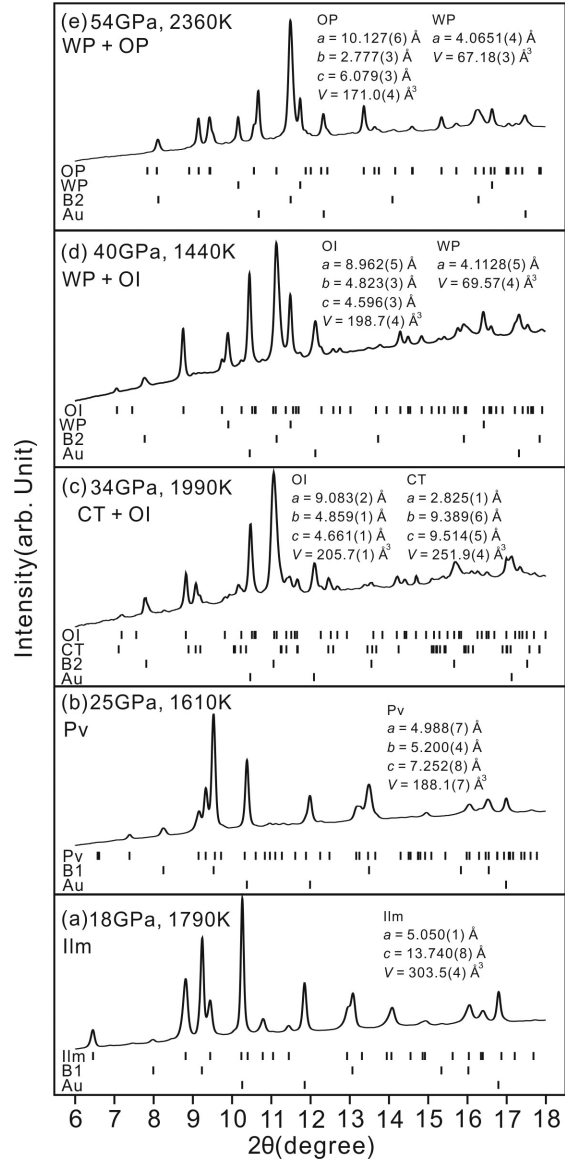 (e) 54GPa, 2360K
WP + OP
OP
a = 10.127(6) Å
b = 2.777(3) Å
c = 6.079(3) Å
V = 171.0(4) Å³
WP
a = 4.0651(4) Å
V = 67.18(3) Å³
OP
WP
B2
Au
(d) 40GPa, 1440K
WP + OI
OI
a = 8.962(5) Å
b = 4.823(3) Å
c = 4.596(3) Å
V = 198.7(4) Å³
WP
a = 4.1128(5) Å
V = 69.57(4) Å³
OI
WP
B2
Au
(c) 34GPa, 1990K
CT + OI
OI
a = 9.083(2) Å
b = 4.859(1) Å
c = 4.661(1) Å
V = 205.7(1) Å³
CT
a = 2.825(1) Å
b = 9.389(6) Å
c = 9.514(5) Å
V = 251.9(4) Å³
OI
CT
B2
Au
(b) 25GPa, 1610K
Pv
Pv
a = 4.988(7) Å
b = 5.200(4) Å
c = 7.252(8) Å
V = 188.1(7) Å³
Pv
B1
Au
(a) 18GPa, 1790K
Ilm
Ilm
a = 5.050(1) Å
c = 13.740(8) Å
V = 303.5(4) Å³
Ilm
B1
Au
6 7 8 9 10 11 12 13 14 15 16 17 18
2θ(degree)
Intensity(arb. Unit)